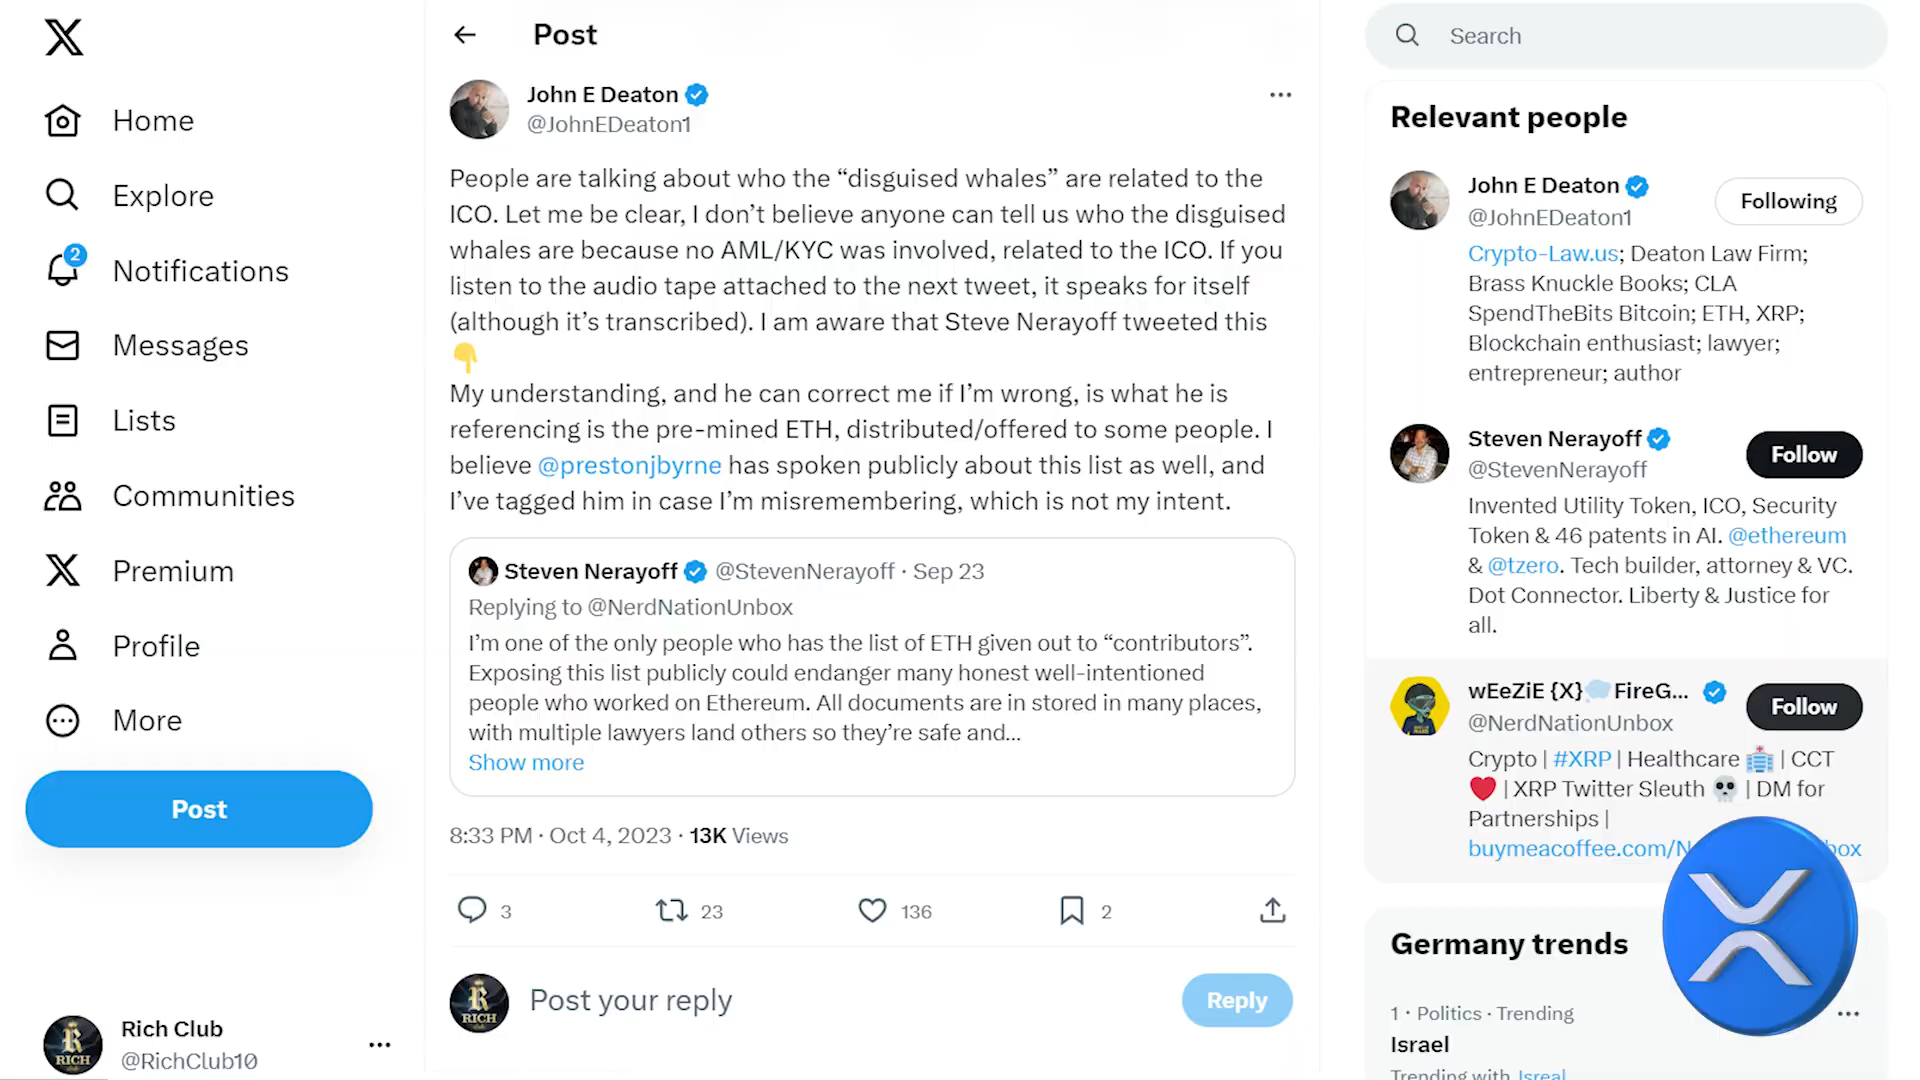 Home
Explore
2
Notifications
Messages
Lists
Communities
Premium
Profile
More
Post
Rich Club
@RichClub10
Post
John E Deaton
@JohnEDeaton1
People are talking about who the “disguised whales” are related to the
ICO. Let me be clear, I don’t believe anyone can tell us who the disguised
whales are because no AML/KYC was involved, related to the ICO. If you
listen to the audio tape attached to the next tweet, it speaks for itself
(although it’s transcribed). I am aware that Steve Nerayoff tweeted this
👇
My understanding, and he can correct me if I’m wrong, is what he is
referencing is the pre-mined ETH, distributed/offered to some people. I
believe @prestonjbyrne has spoken publicly about this list as well, and
I’ve tagged him in case I’m misremembering, which is not my intent.
Steven Nerayoff @StevenNerayoff · Sep 23
Replying to @NerdNationUnbox
I’m one of the only people who has the list of ETH given out to “contributors”.
Exposing this list publicly could endanger many honest well-intentioned
people who worked on Ethereum. All documents are in stored in many places,
with multiple lawyers land others so they’re safe and...
Show more
8:33 PM · Oct 4, 2023 · 13K Views
3
23
136
2
RICH
Post your reply
Reply
Search
Relevant people
John E Deaton
@JohnEDeaton1
Following
Crypto-Law.us; Deaton Law Firm;
Brass Knuckle Books; CLA
SpendTheBits Bitcoin; ETH, XRP;
Blockchain enthusiast; lawyer;
entrepreneur; author
Steven Nerayoff
@StevenNerayoff
Follow
Invented Utility Token, ICO, Security
Token & 46 patents in AI. @ethereum
& @tzero. Tech builder, attorney & VC.
Dot Connector. Liberty & Justice for
all.
wEeZiE {X}💭FireG...
@NerdNationUnbox
Follow
Crypto | #XRP | Healthcare 🏥 | CCT
❤️ | XRP Twitter Sleuth 💀 | DM for
Partnerships |
buymeacoffee.com/N box
Germany trends
1 · Politics · Trending
Israel
Trending with Isreal